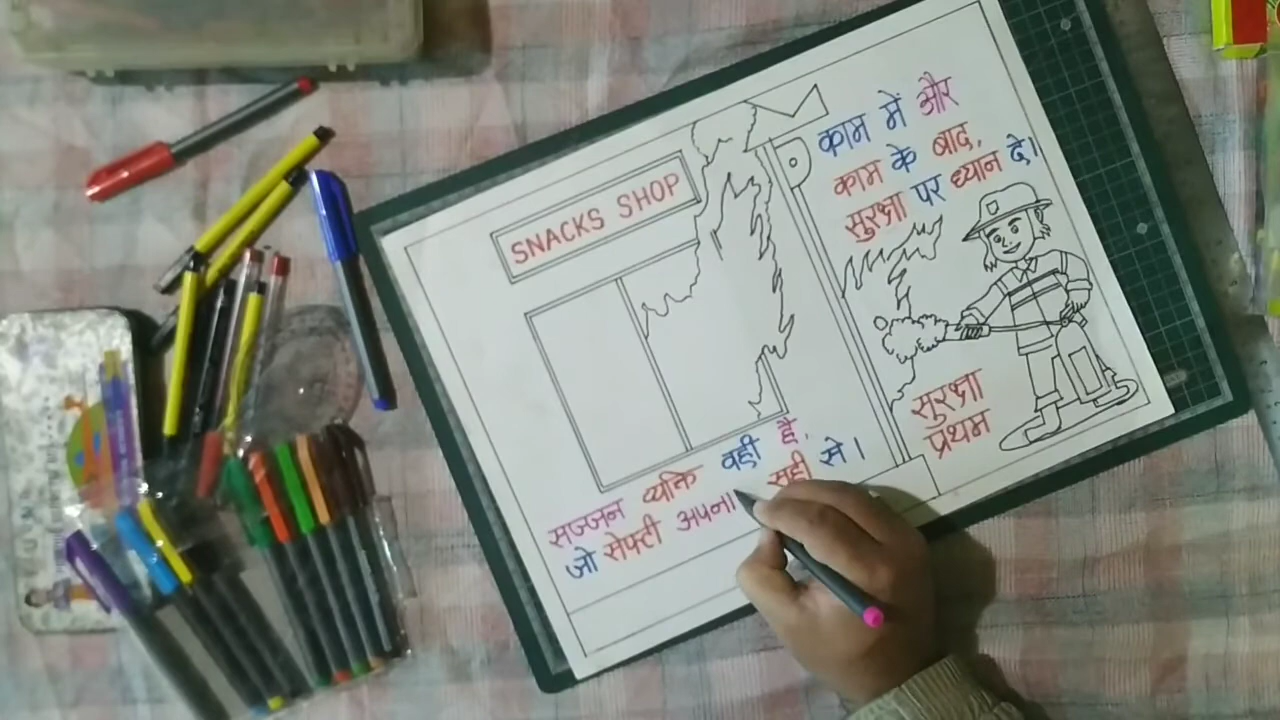 SNACKS SHOP
काम में और
काम के बाद,
सुरक्षा पर ध्यान दे।
सुरक्षा
प्रथम
सज्जन व्यक्ति वही है,
जो सेफ्टी अपना सही से।